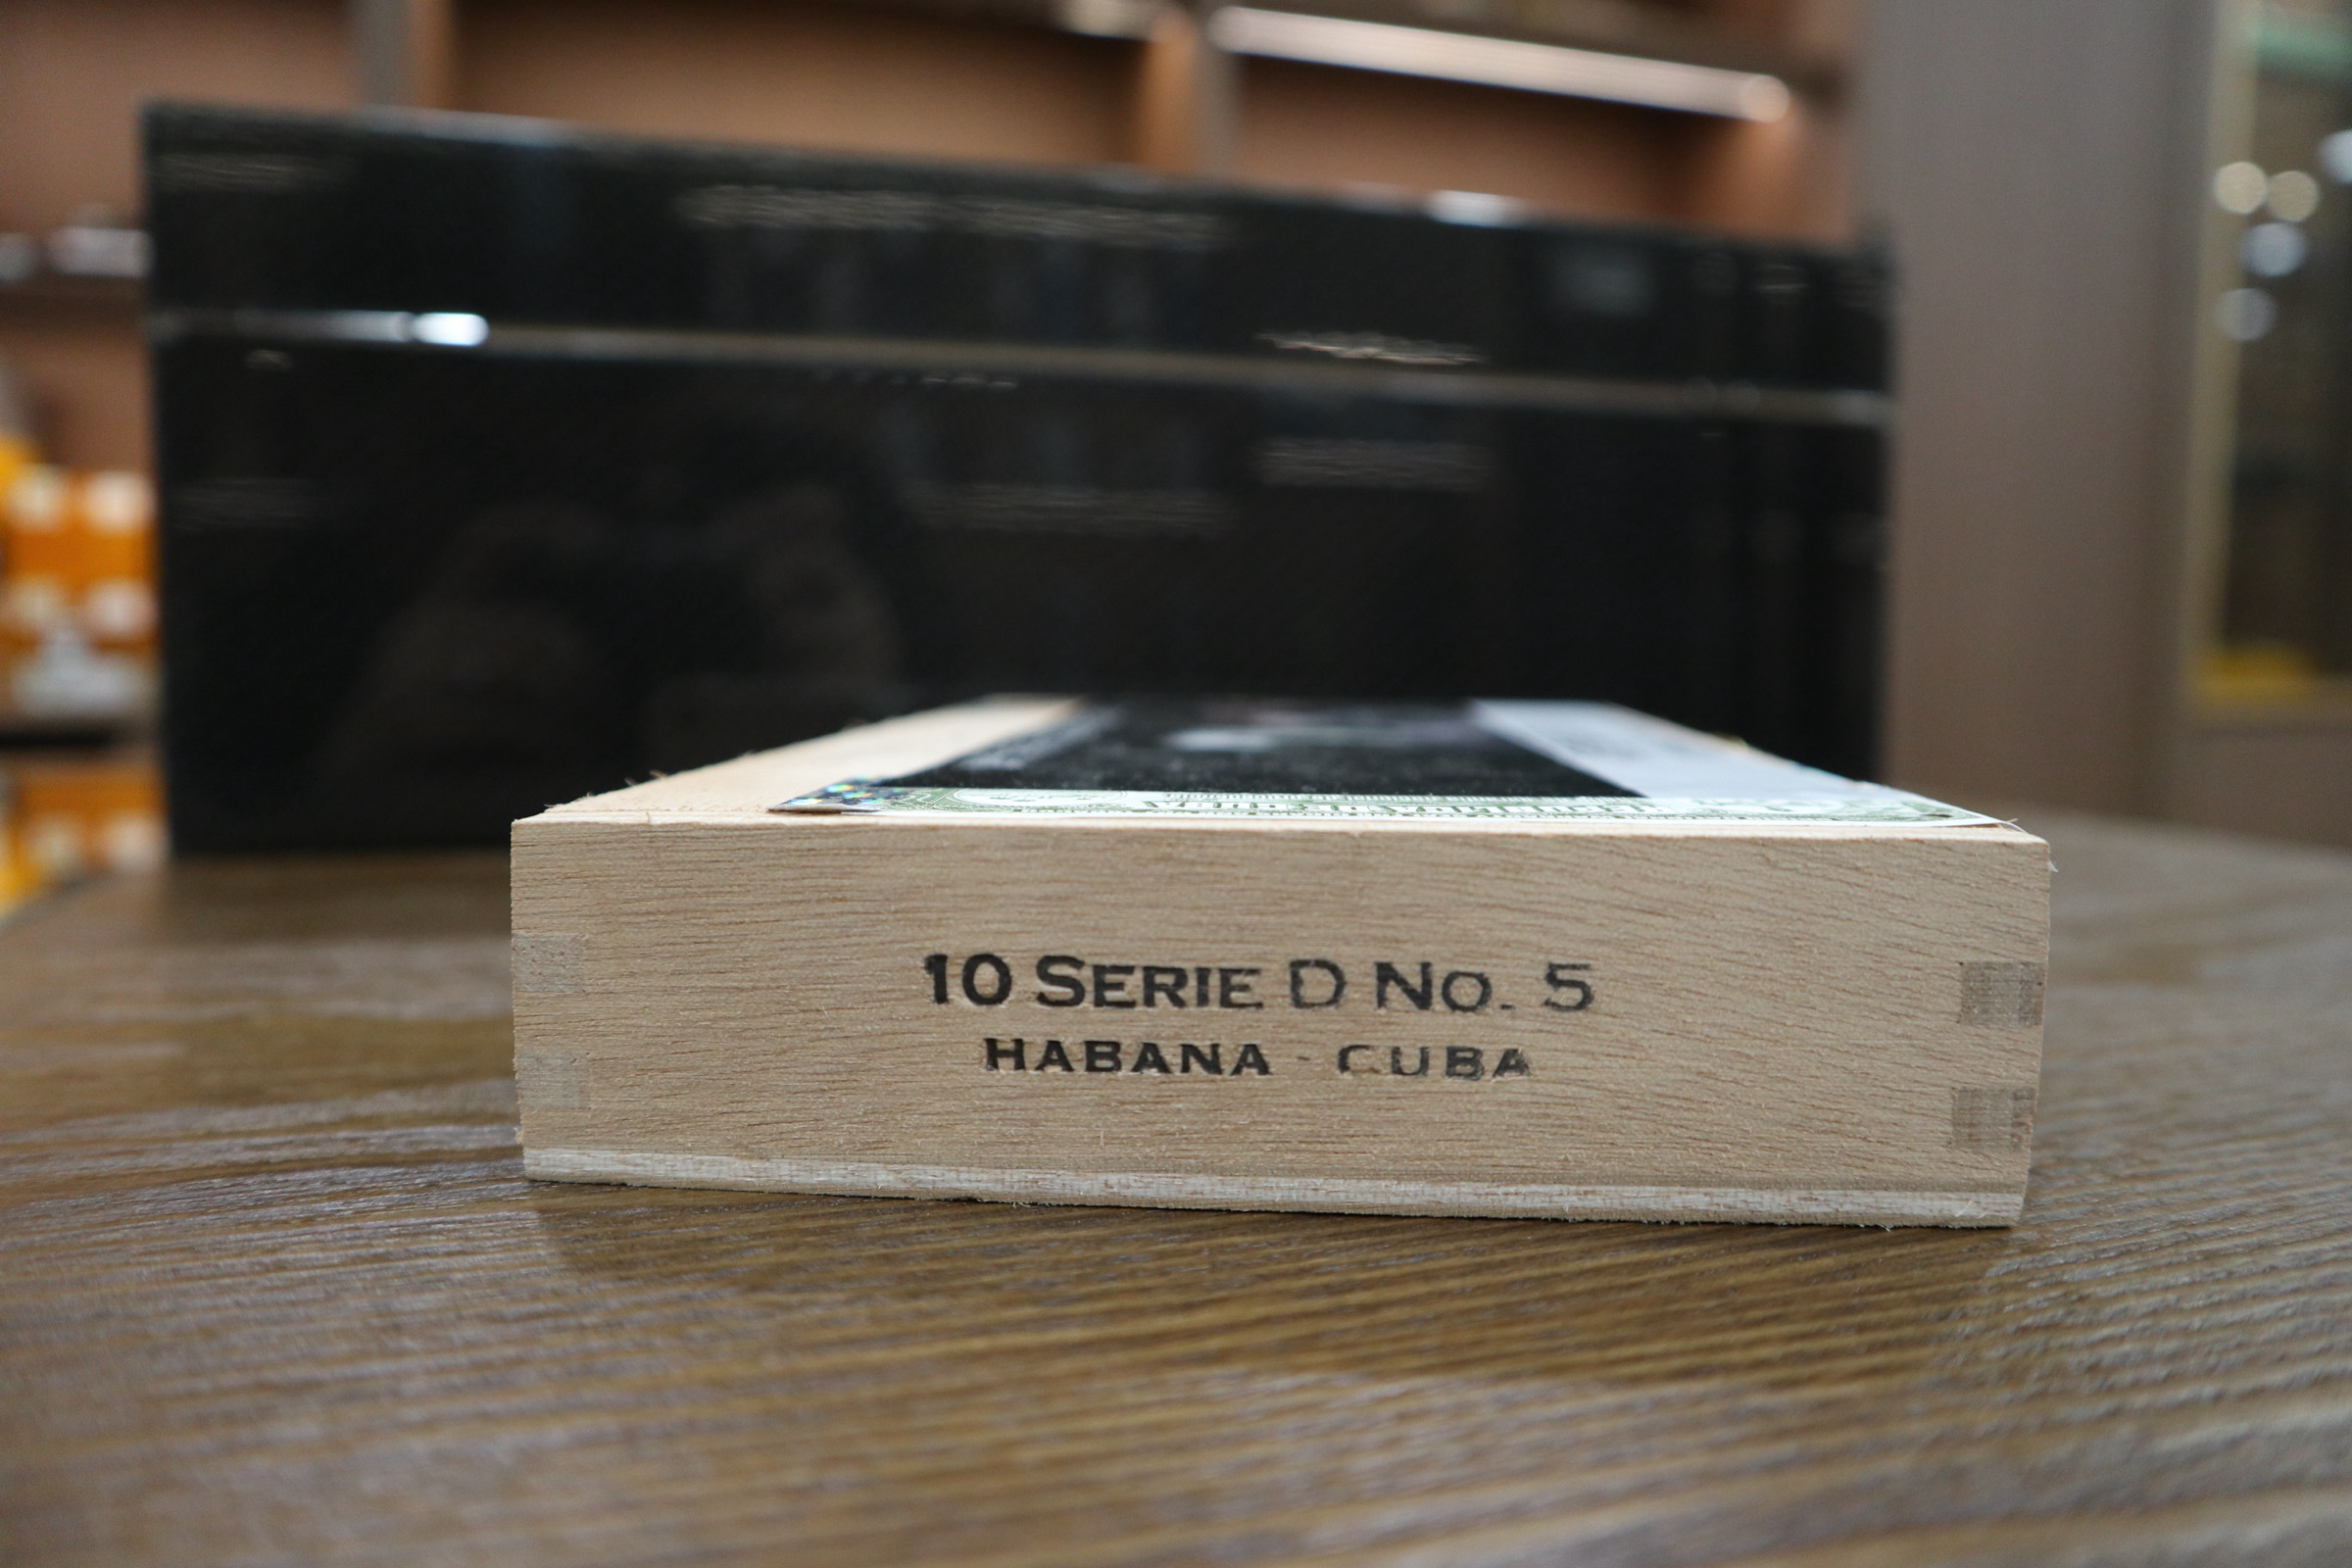 10 SERIE D No. 5
HABANA - CUBA